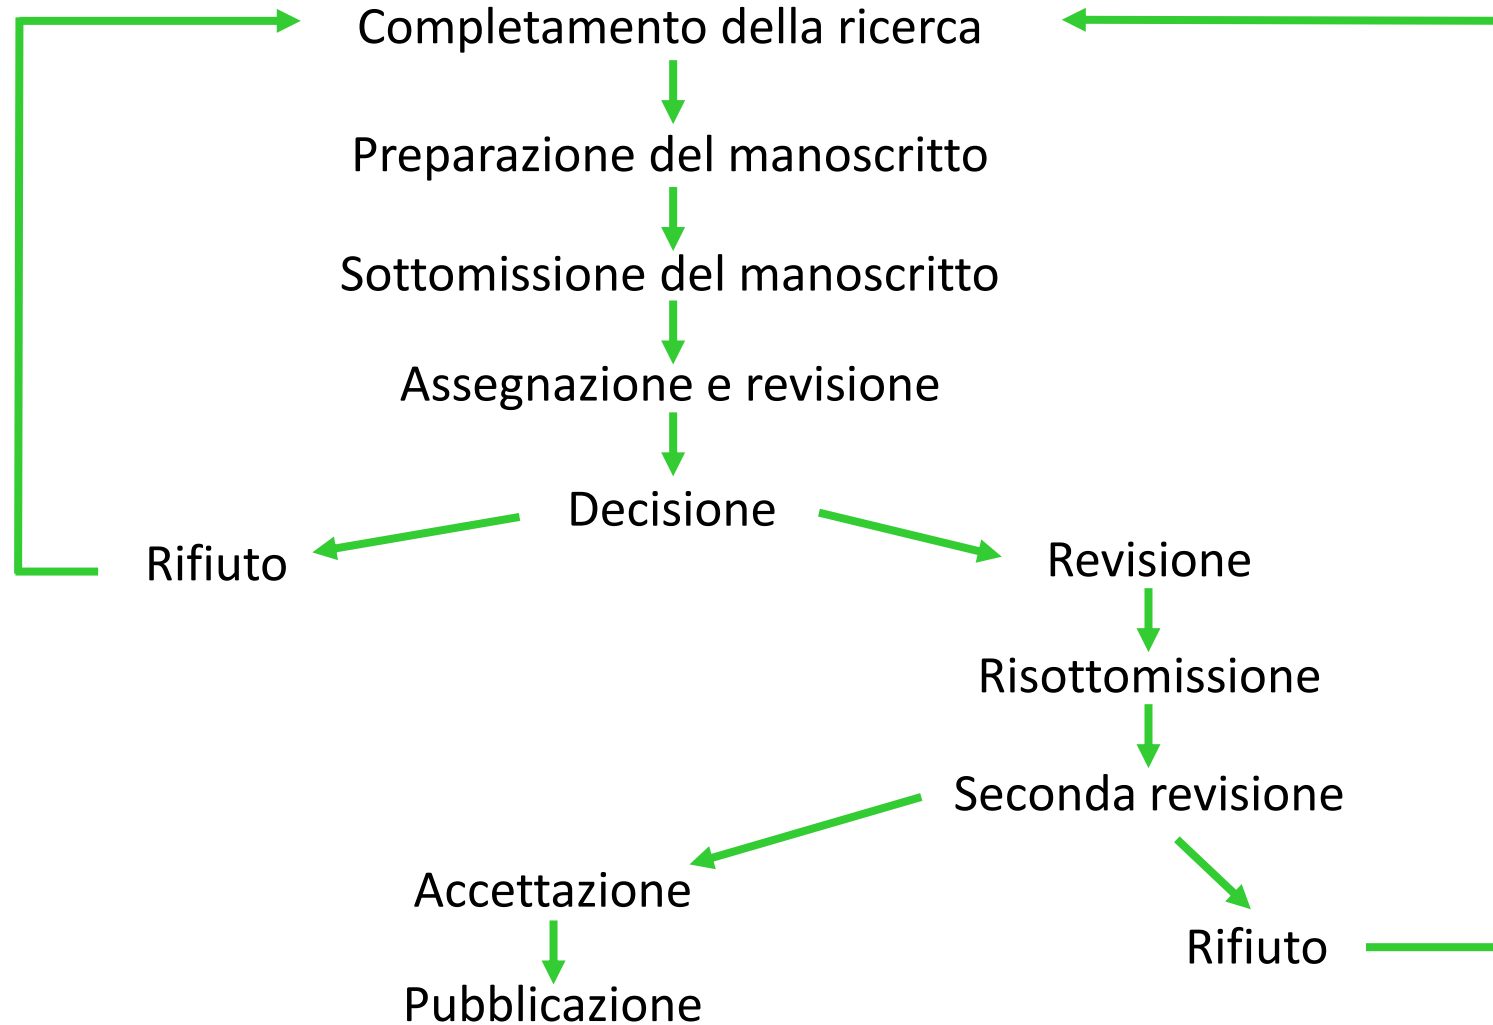 Completamento della ricerca
Preparazione del manoscritto
Sottomissione del manoscritto
Assegnazione e revisione
Decisione
Rifiuto
Revisione
Risottomissione
Seconda revisione
Accettazione
Rifiuto
Pubblicazione